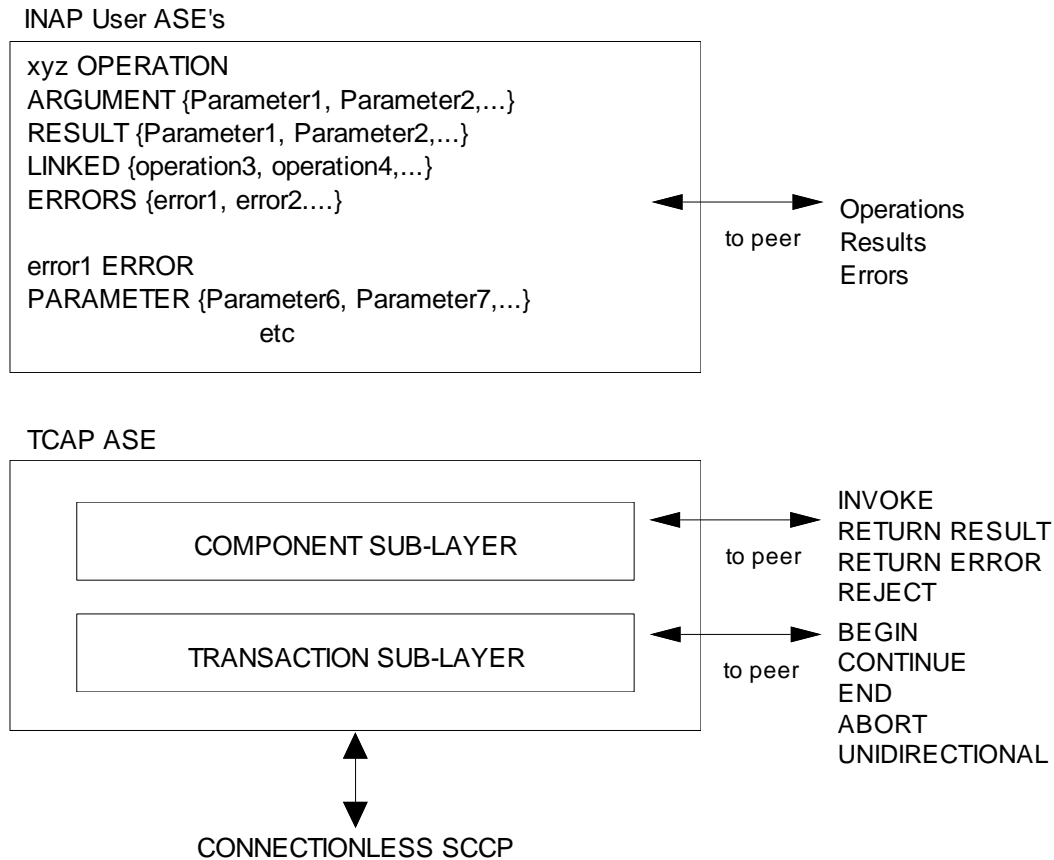 INAP User ASE's
xyz OPERATION
ARGUMENT {Parameter1, Parameter2,...}
RESULT {Parameter1, Parameter2,...}
LINKED {operation3, operation4,...}
ERRORS {error1, error2....}
error1 ERROR
PARAMETER {Parameter6, Parameter7,...}
etc
to peer
Operations
Results
Errors
TCAP ASE
COMPONENT SUB-LAYER
to peer
INVOKE
RETURN RESULT
RETURN ERROR
REJECT
TRANSACTION SUB-LAYER
to peer
BEGIN
CONTINUE
END
ABORT
UNIDIRECTIONAL
CONNECTIONLESS SCCP